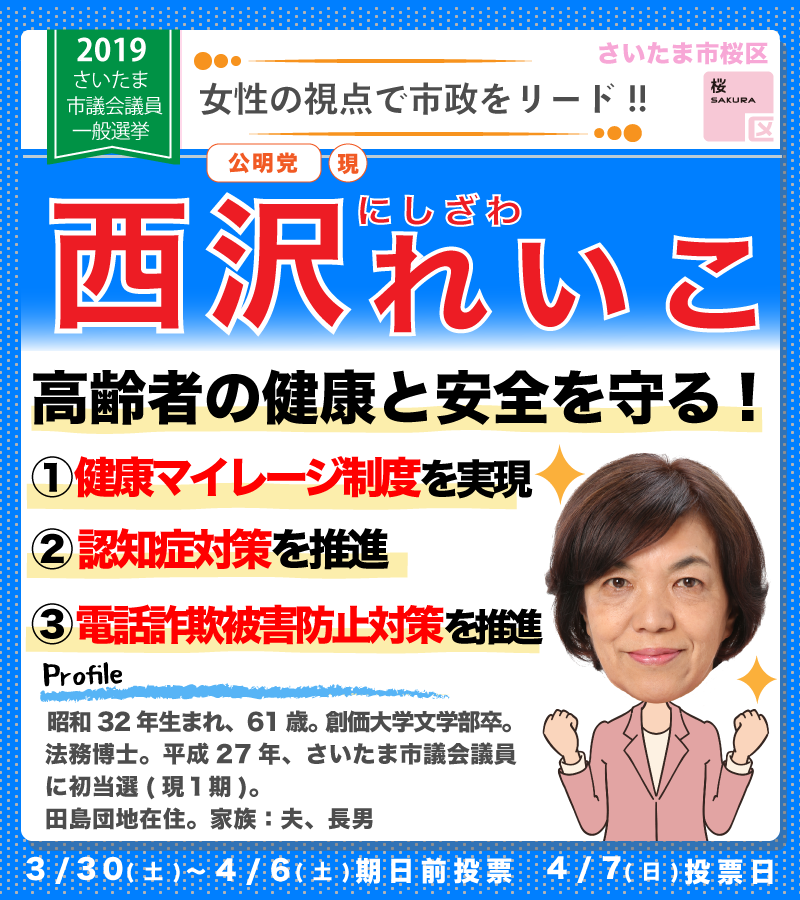 2019
さいたま
市議会議員
一般選挙
女性の視点で市政をリード!!
さいたま市桜区
桜
SAKURA
区
公明党 現
にしざわ
西沢れいこ
高齢者の健康と安全を守る!
①健康マイレージ制度を実現
②認知症対策を推進
③電話詐欺被害防止対策を推進
Profile
昭和32年生まれ、61歳。創価大学文学部卒。
法務博士。平成27年、さいたま市議会議員
に初当選(現1期)。
田島団地在住。家族：夫、長男
3/30(土)~4/6(土)期日前投票 4/7(日)投票日